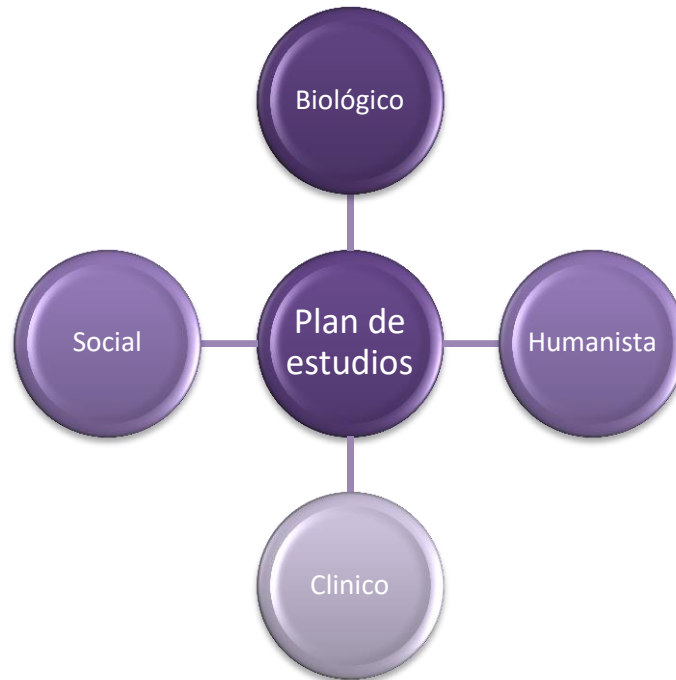 Biológico
Social
Plan de
estudios
Humanista
Clinico